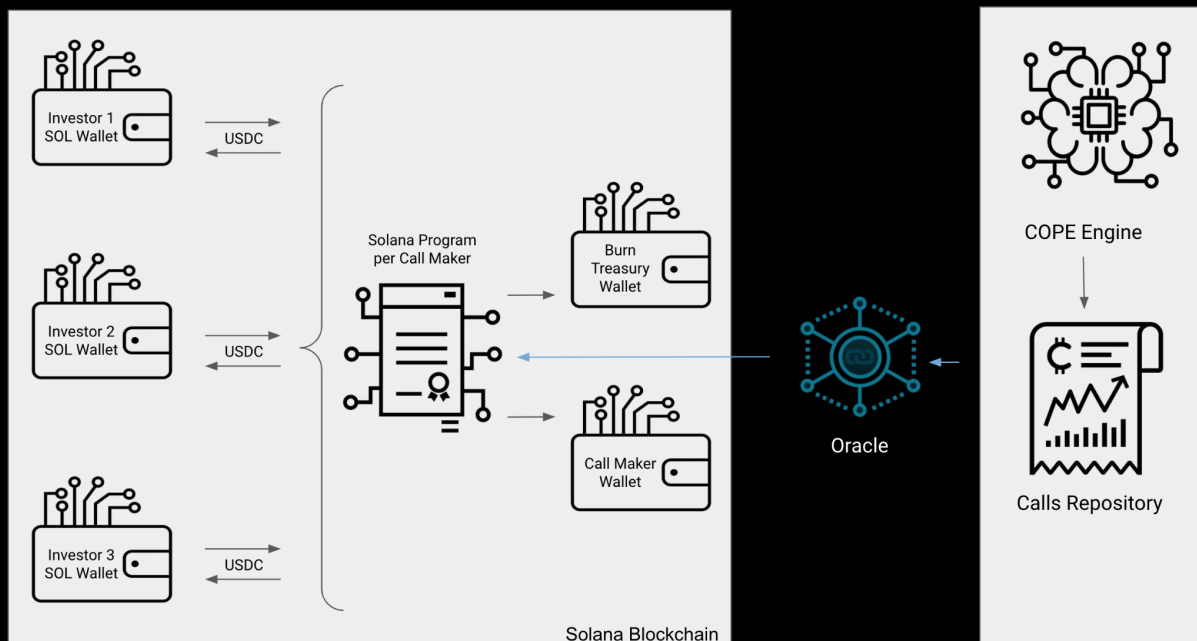 Investor 1
SOL Wallet
USDC
Investor 2
SOL Wallet
USDC
Investor 3
SOL Wallet
USDC
Solana Program
per Call Maker
Burn
Treasury
Wallet
Call Maker
Wallet
Solana Blockchain
Oracle
COPE Engine
Calls Repository